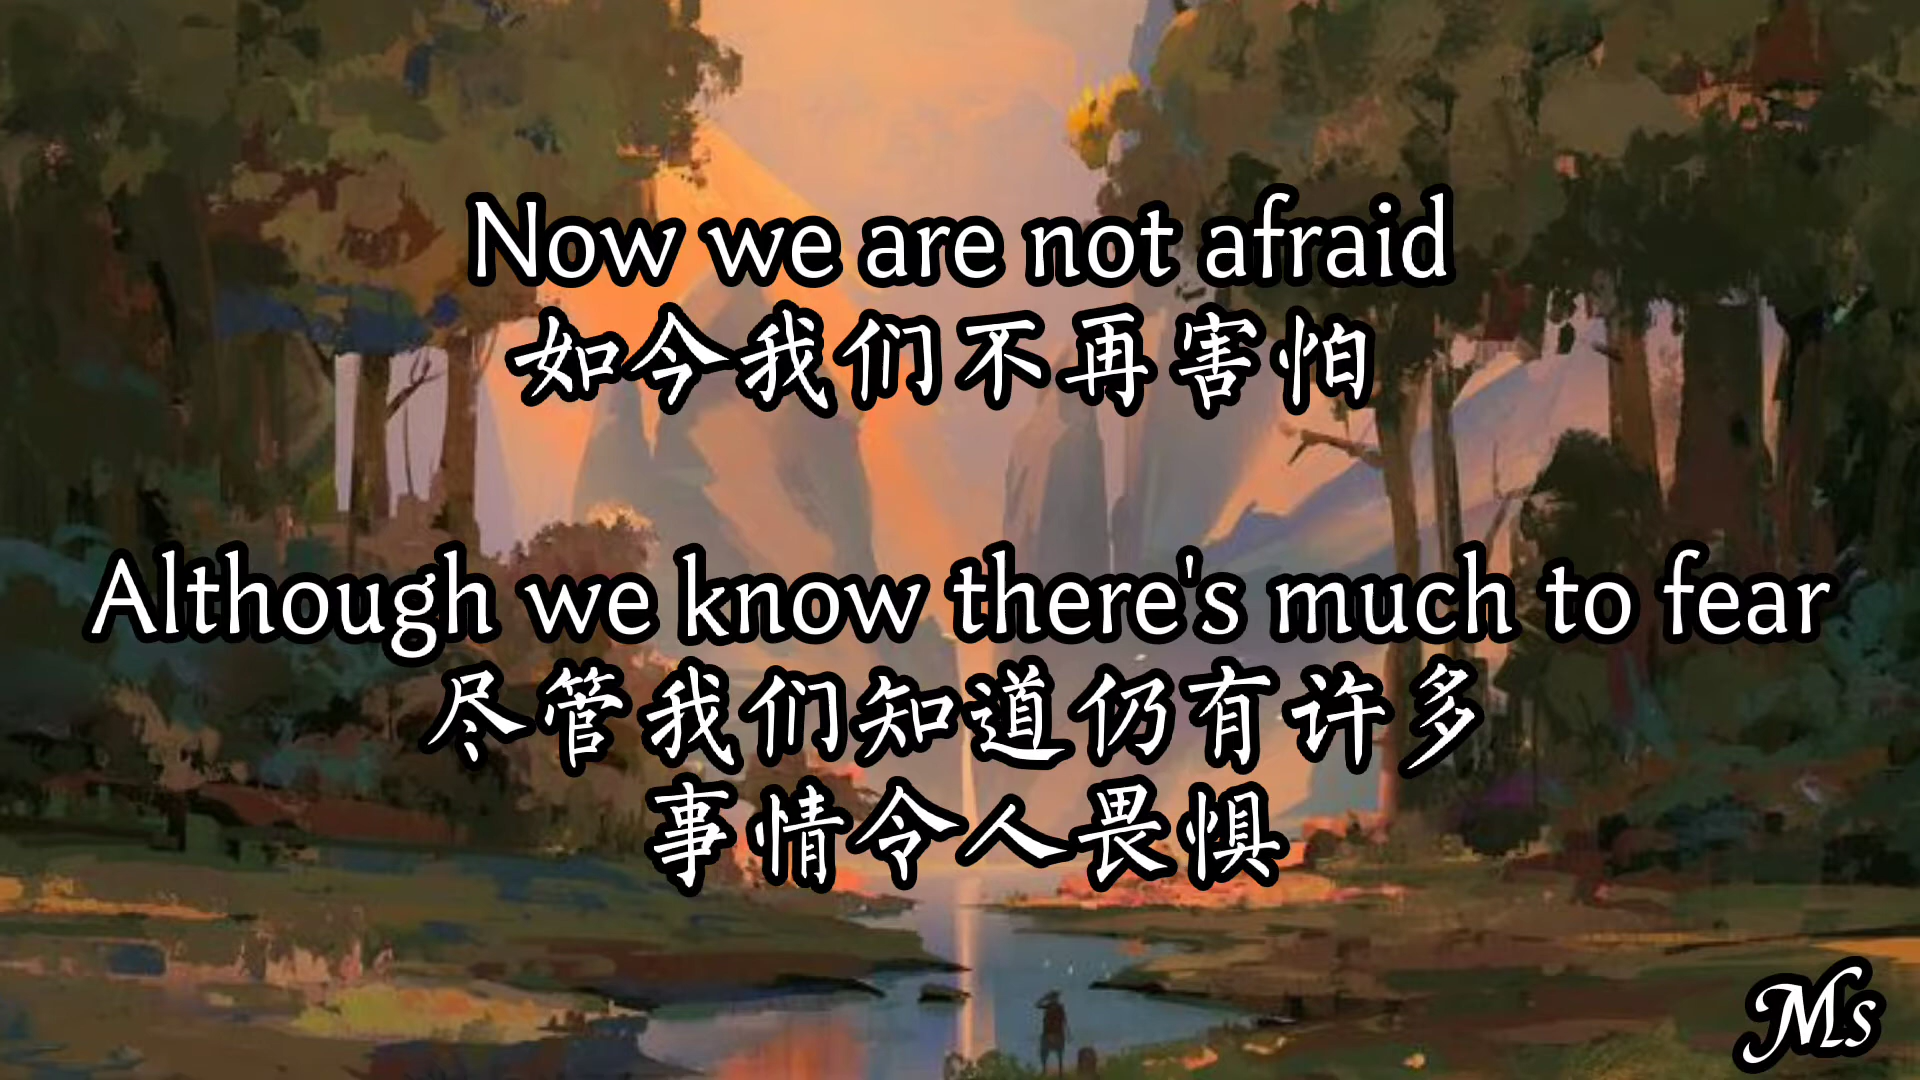 Now we are not afraid
如今我们不再害怕
Although we know there's much to fear
尽管我们知道仍有许多
事情令人畏惧
Ms